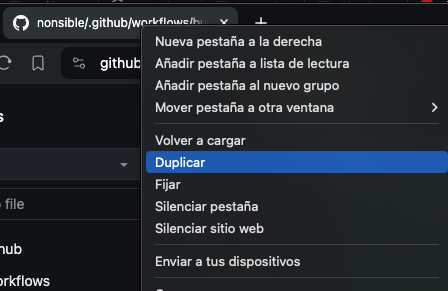 nonsible/.github/workflows/bu
Nueva pestaña a la derecha
Añadir pestaña a lista de lectura
github
Añadir pestaña al nuevo grupo
Mover pestaña a otra ventana
s
Volver a cargar
Duplicar
Fijar
file
Silenciar pestaña
Silenciar sitio web
hub
Enviar a tus dispositivos
orkflows